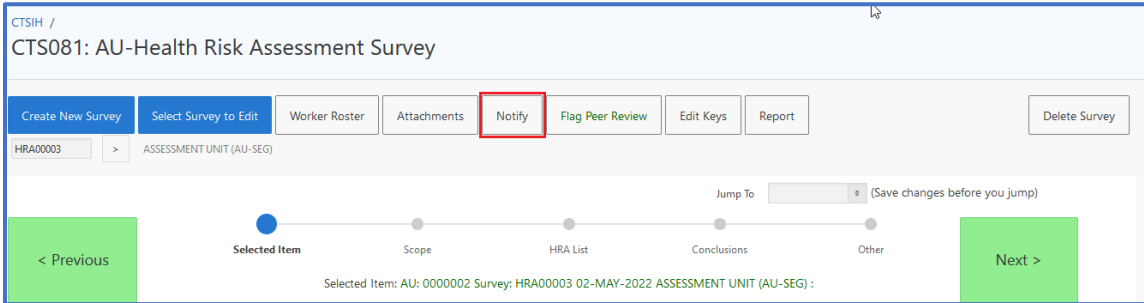 CTSIH /
CTS081: AU-Health Risk Assessment Survey
Create New Survey Select Survey to Edit Worker Roster Attachments Notify Flag Peer Review Edit Keys Report Delete Survey
HRA00003 > ASSESSMENT UNIT (AU-SEG)
Jump To (Save changes before you jump)
< Previous Selected Item Scope HRA List Conclusions Other Next >
Selected Item: AU: 0000002 Survey: HRA00003 02-MAY-2022 ASSESSMENT UNIT (AU-SEG) :